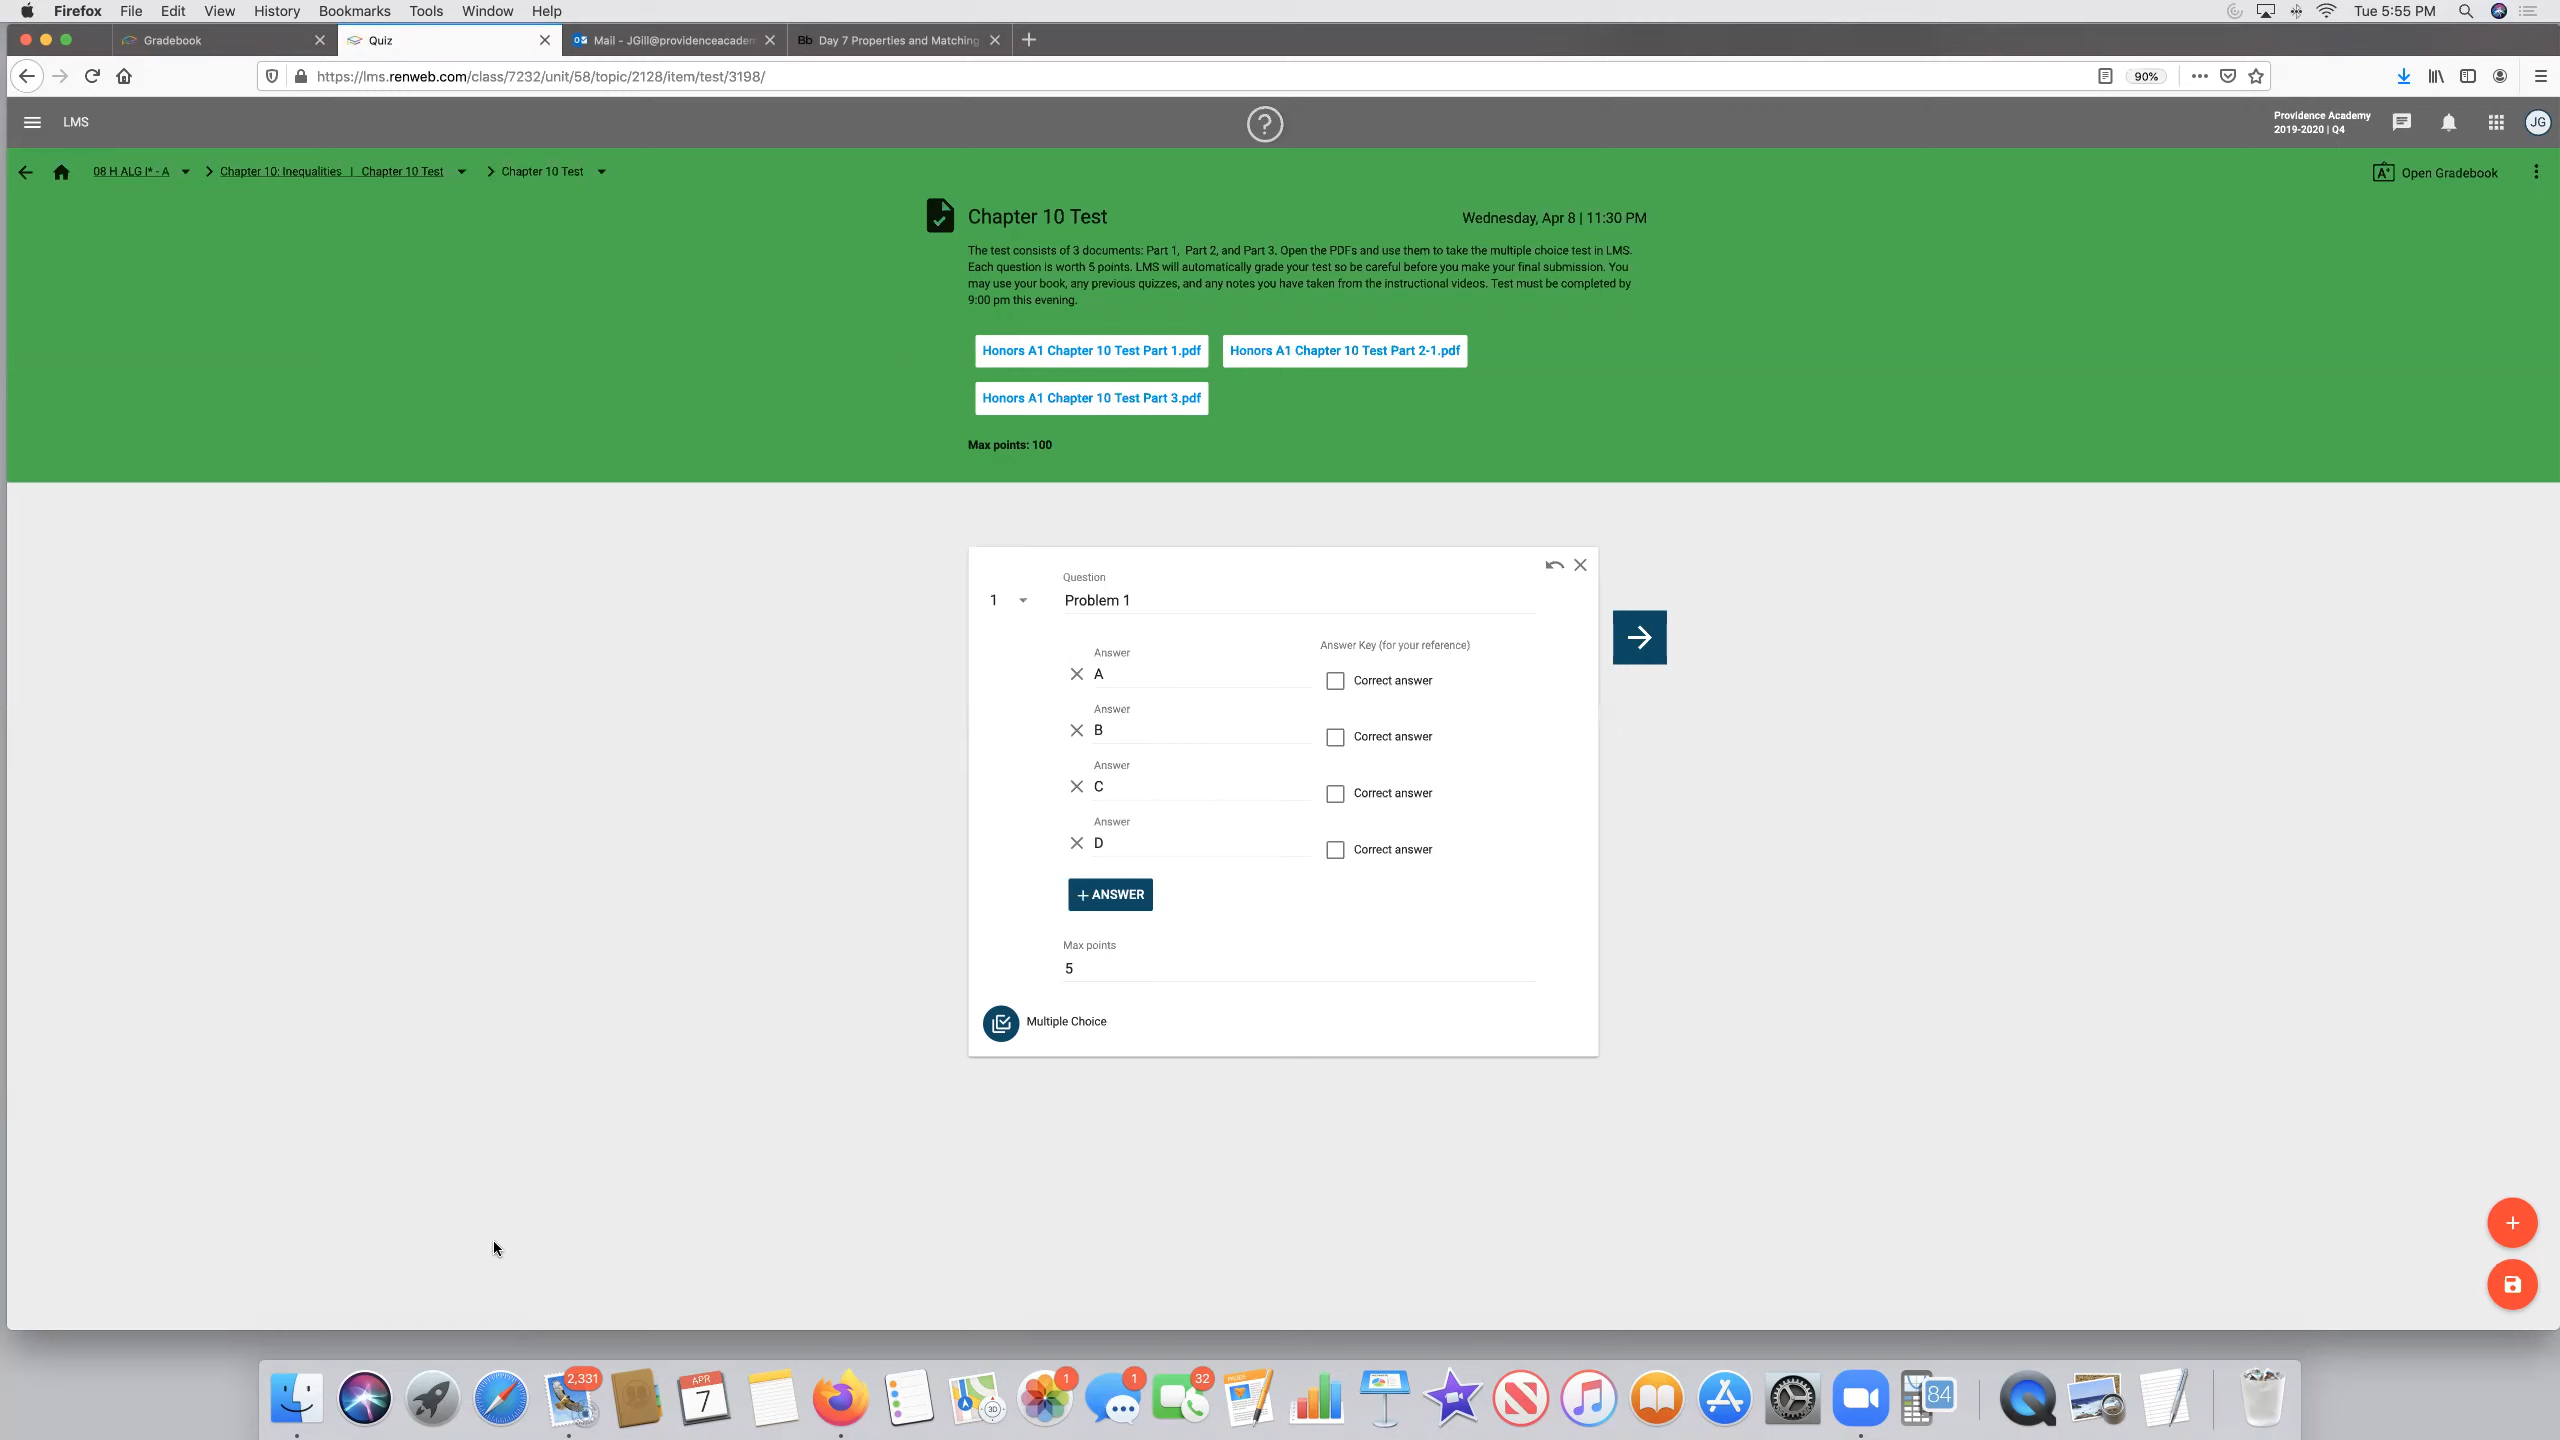 Firefox File Edit View History Bookmarks Tools Window Help Tue 5:55 PM
Gradebook Quiz Mail - JGill@providenceacadem Bb Day 7 Properties and Matching
https://lms.renweb.com/class/7232/unit/58/topic/2128/item/test/3198/ 90%
LMS
Providence Academy
2019-2020 | Q4
JG
08 H ALG I* - A Chapter 10: Inequalities | Chapter 10 Test Chapter 10 Test A+ Open Gradebook
Chapter 10 Test Wednesday, Apr 8 | 11:30 PM
The test consists of 3 documents: Part 1, Part 2, and Part 3. Open the PDFs and use them to take the multiple choice test in LMS.
Each question is worth 5 points. LMS will automatically grade your test so be careful before you make your final submission. You
may use your book, any previous quizzes, and any notes you have taken from the instructional videos. Test must be completed by
9:00 pm this evening.
Honors A1 Chapter 10 Test Part 1.pdf Honors A1 Chapter 10 Test Part 2-1.pdf
Honors A1 Chapter 10 Test Part 3.pdf
Max points: 100
Question
1 Problem 1
Answer Key (for your reference)
Answer
A Correct answer
Answer
B Correct answer
Answer
C Correct answer
Answer
D Correct answer
+ ANSWER
Max points
5
Multiple Choice
2,331 APR 7 3D 1 1 32 PAGES 84